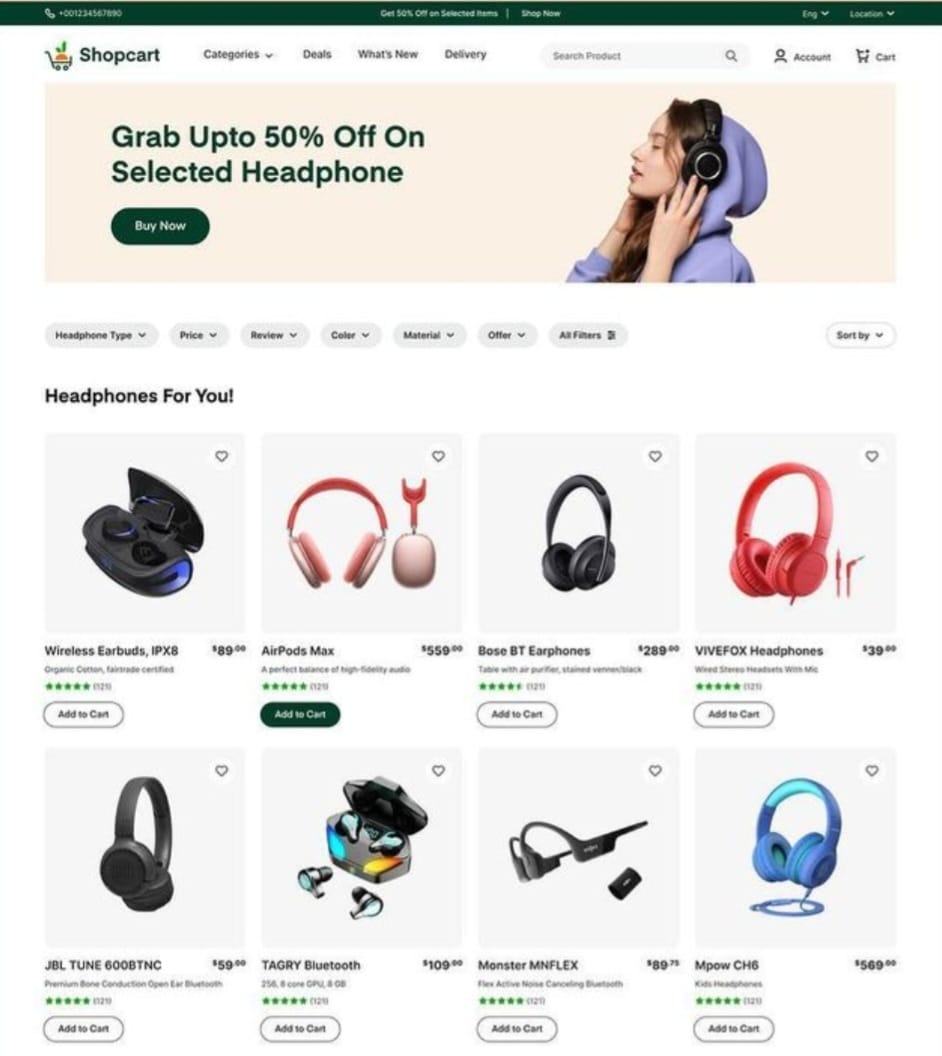 +001234567890 Get 50% Off on Selected Items | Shop Now Eng Location
Shopcart Categories Deals What's New Delivery Search Product Account Cart
Grab Upto 50% Off On
Selected Headphone
Buy Now
Headphone Type Price Review Color Material Offer All Filters Sort by
Headphones For You!
Wireless Earbuds, IPX8 $89.00 AirPods Max $559.00 Bose BT Earphones $289.00 VIVEFOX Headphones $39.00
Organic Cotton, fairtrade certified A perfect balance of high-fidelity audio Table with air purifier, stained venner/black Wired Stereo Headsets With Mic
(121) (121) (121) (121)
Add to Cart Add to Cart Add to Cart Add to Cart
JBL TUNE 600BTNC $59.00 TAGRY Bluetooth $109.00 Monster MNFLEX $89.75 Mpow CH6 $569.00
Premium Bone Conduction Open Ear Bluetooth 256, 8 core GPU, 8 GB Flex Active Noise Canceling Bluetooth Kids Headphones
(121) (121) (121) (121)
Add to Cart Add to Cart Add to Cart Add to Cart